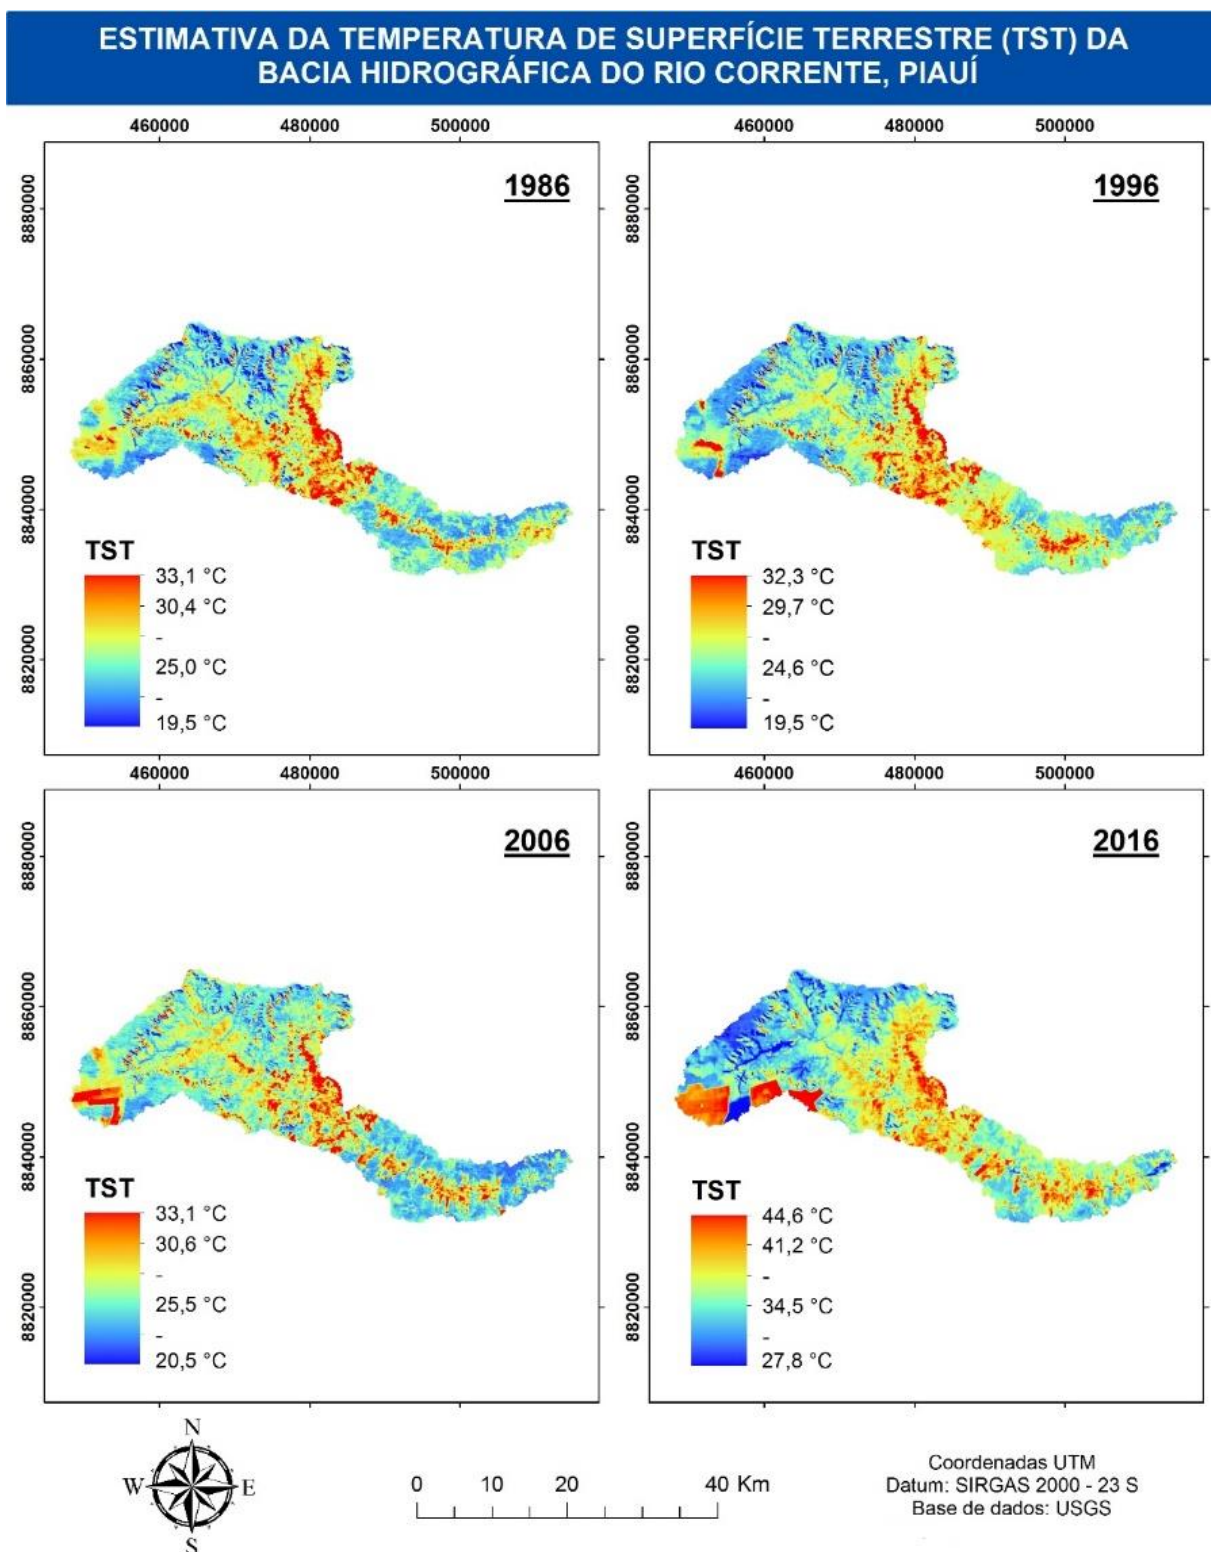 ESTIMATIVA DA TEMPERATURA DE SUPERFÍCIE TERRESTRE (TST) DA
BACIA HIDROGRÁFICA DO RIO CORRENTE, PIAUÍ
460000 480000 500000
1986
8880000
8860000
8840000
8820000
TST
33,1 °C
30,4 °C
-
25,0 °C
-
19,5 °C
460000 480000 500000
1996
8880000
8860000
8840000
8820000
TST
32,3 °C
29,7 °C
-
24,6 °C
-
19,5 °C
460000 480000 500000
2006
8880000
8860000
8840000
8820000
TST
33,1 °C
30,6 °C
-
25,5 °C
-
20,5 °C
460000 480000 500000
2016
8880000
8860000
8840000
8820000
TST
44,6 °C
41,2 °C
-
34,5 °C
-
27,8 °C
N
W E
S
0 10 20 40 Km
Coordenadas UTM
Datum: SIRGAS 2000 - 23 S
Base de dados: USGS